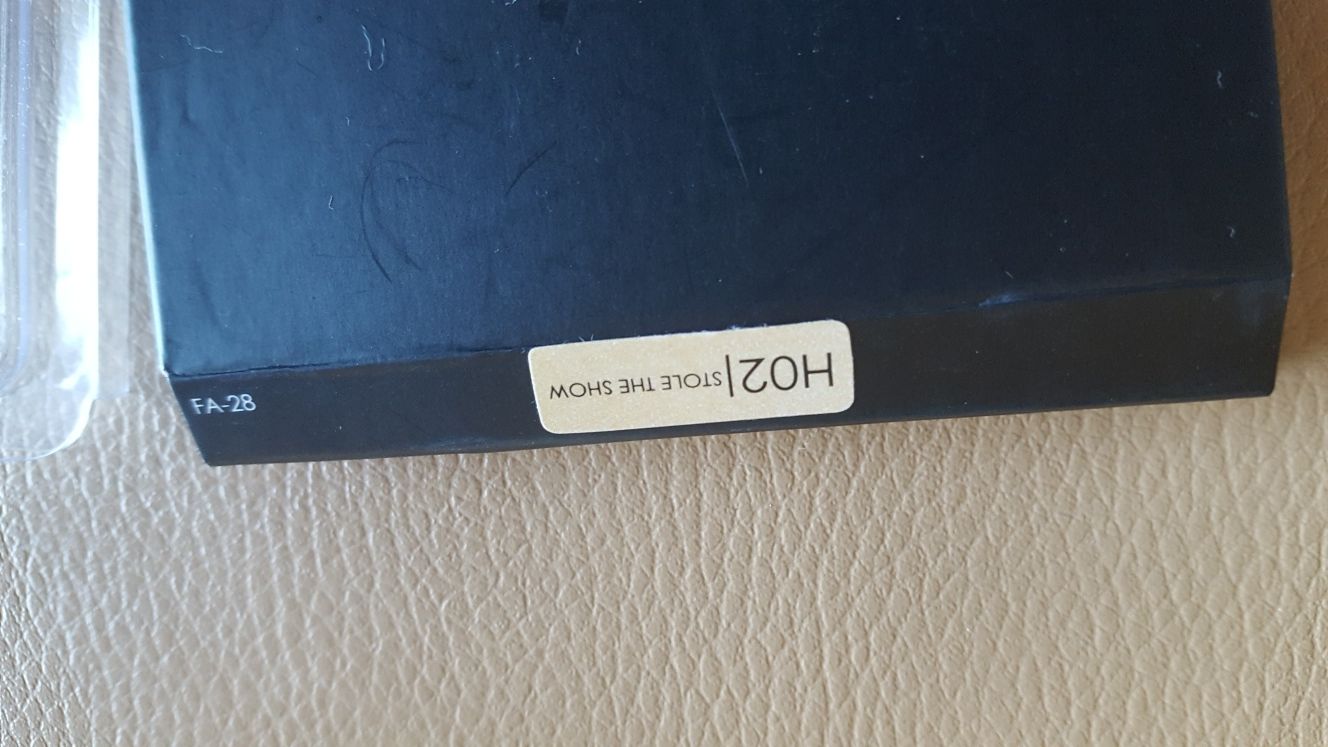 FA-28
H02|STOLE THE SHOW